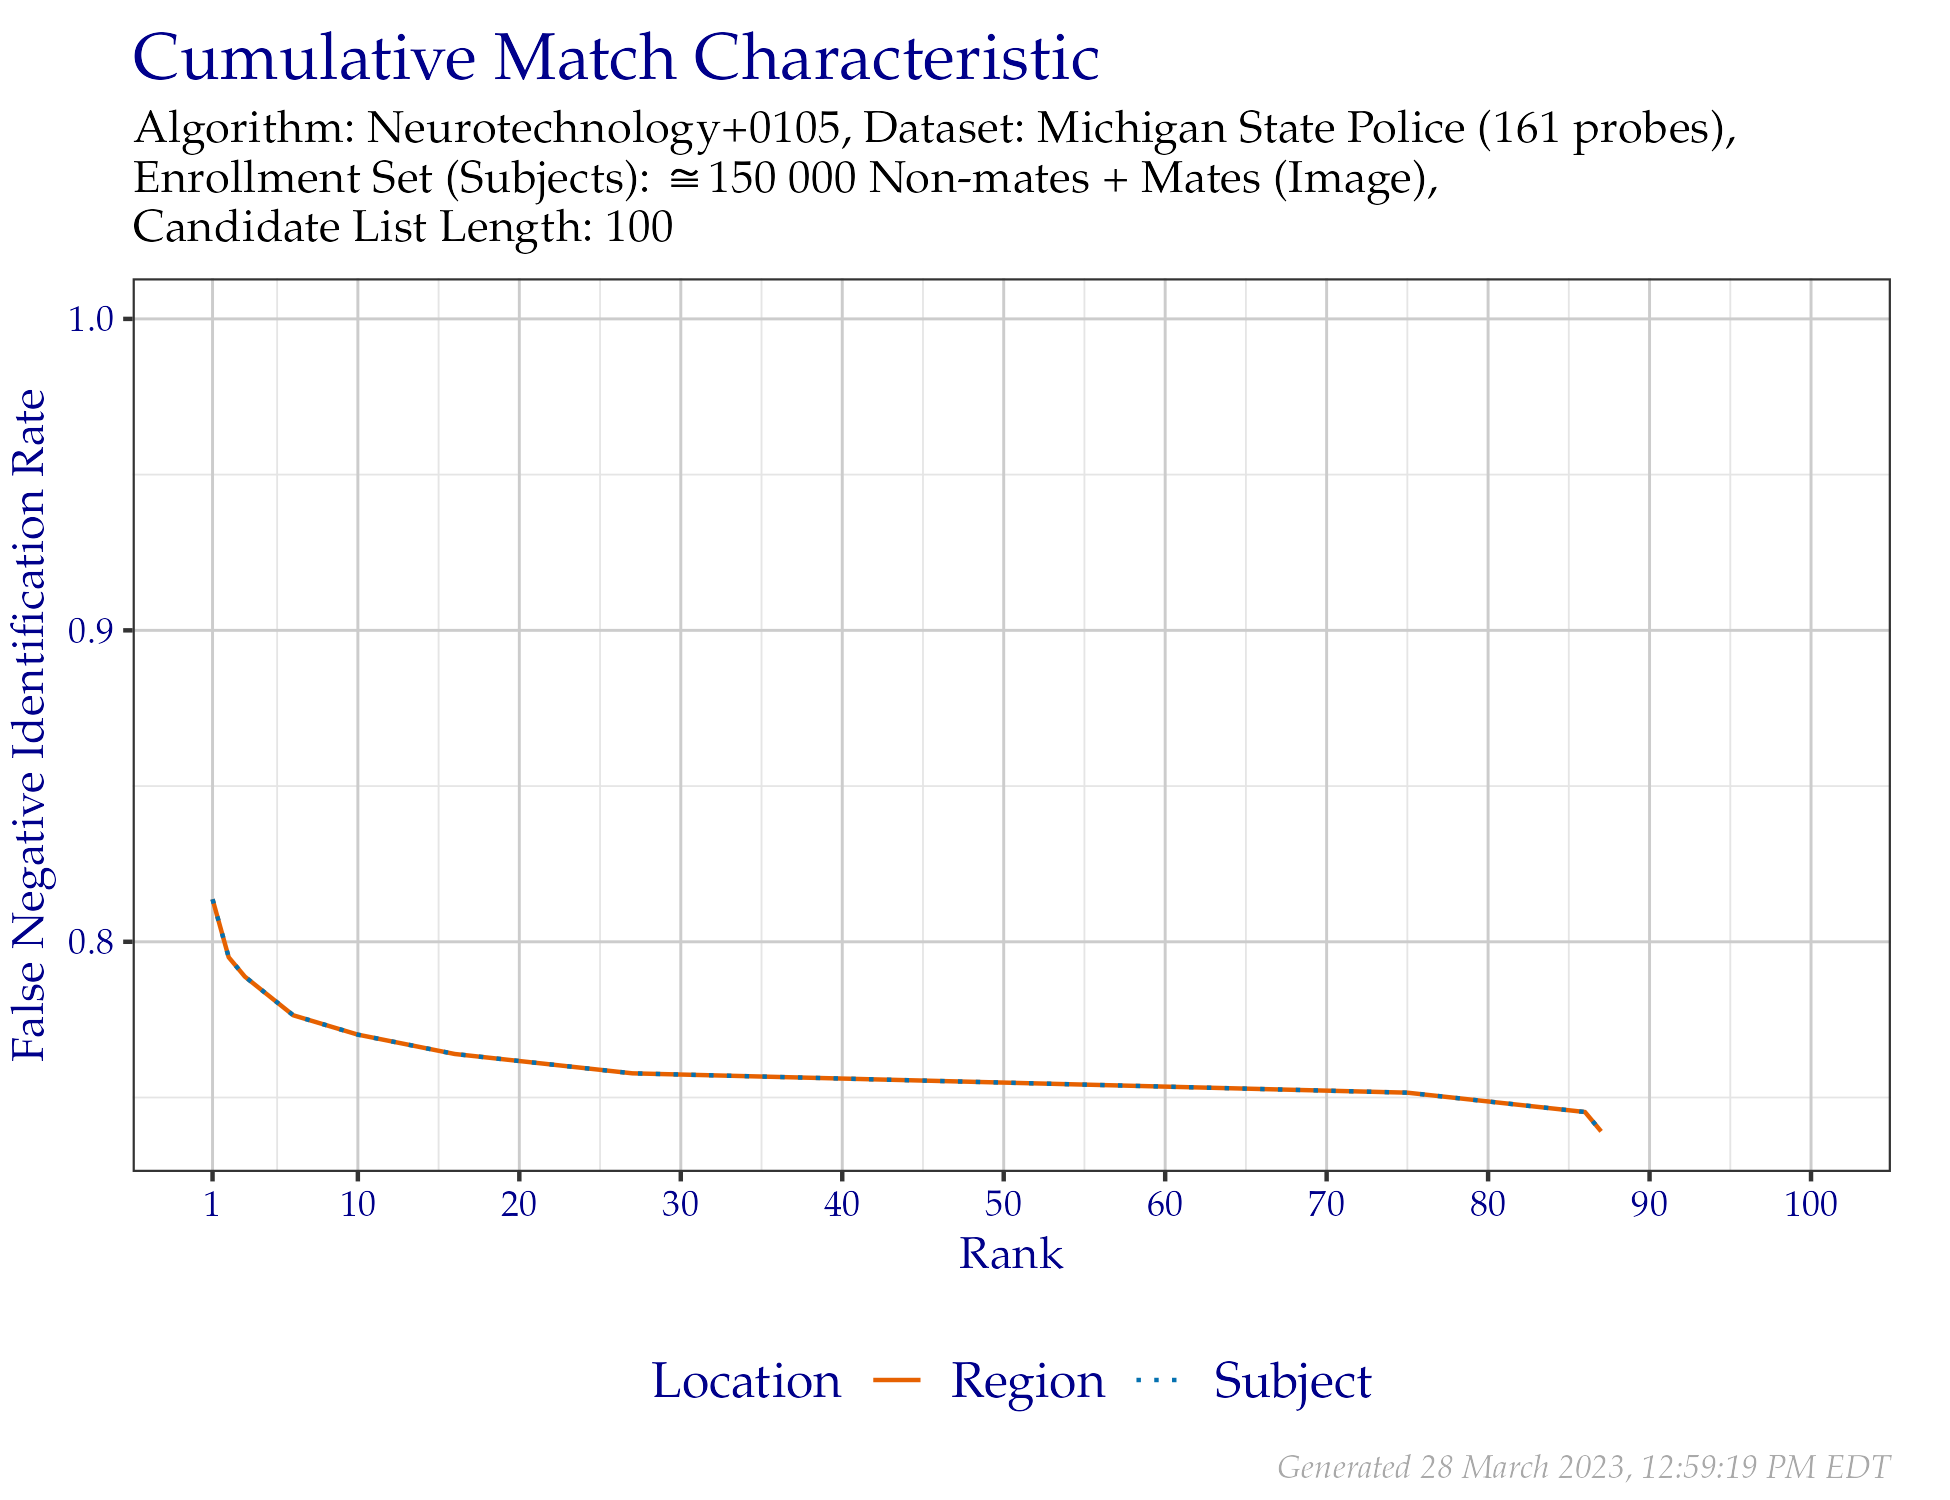 Cumulative Match Characteristic
Algorithm: Neurotechnology+0105, Dataset: Michigan State Police (161 probes),
Enrollment Set (Subjects): ≅ 150 000 Non-mates + Mates (Image),
Candidate List Length: 100
False Negative Identification Rate
1.0
0.9
0.8
1 10 20 30 40 50 60 70 80 90 100
Rank
Location Region Subject
Generated 28 March 2023, 12:59:19 PM EDT